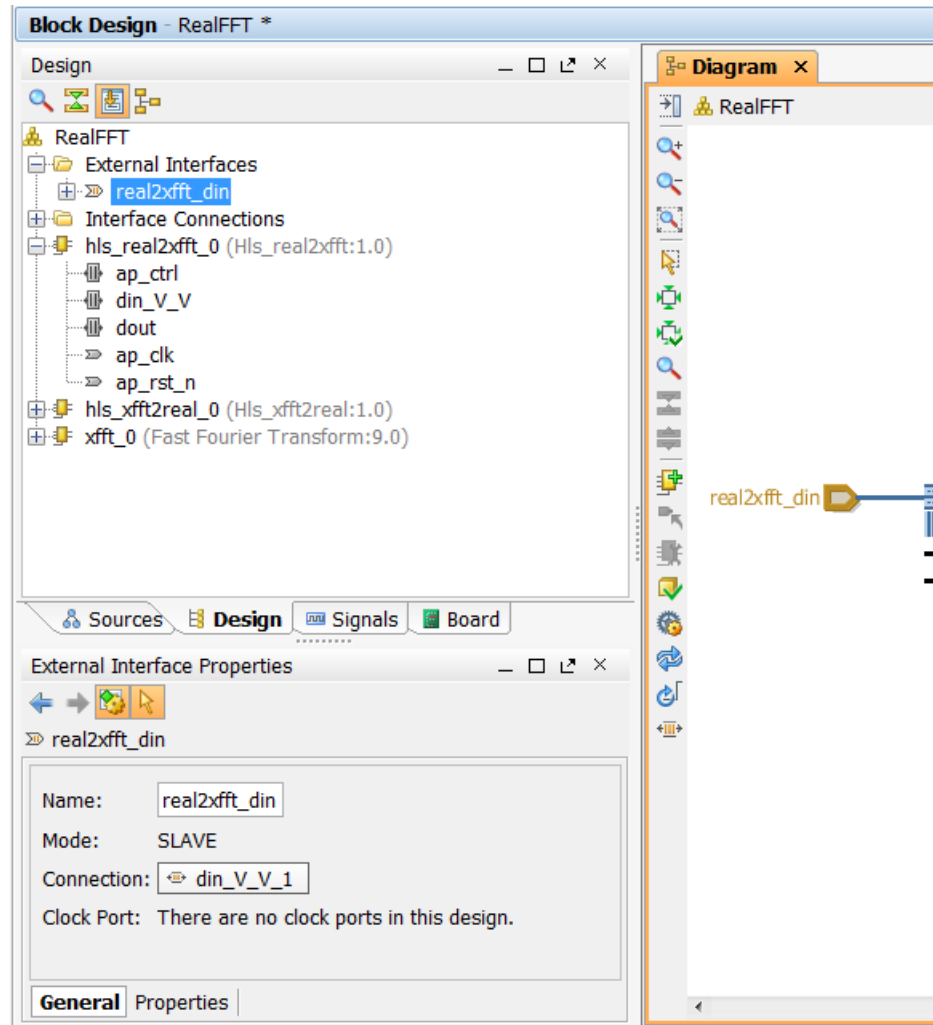 Block Design - RealFFT *
Design
RealFFT
External Interfaces
real2xfft_din
Interface Connections
hls_real2xfft_0 (Hls_real2xfft:1.0)
ap_ctrl
din_V_V
dout
ap_clk
ap_rst_n
hls_xfft2real_0 (Hls_xfft2real:1.0)
xfft_0 (Fast Fourier Transform:9.0)
Sources Design Signals Board
External Interface Properties
real2xfft_din
Name: real2xfft_din
Mode: SLAVE
Connection: din_V_V_1
Clock Port: There are no clock ports in this design.
General Properties
Diagram
RealFFT
real2xfft_din